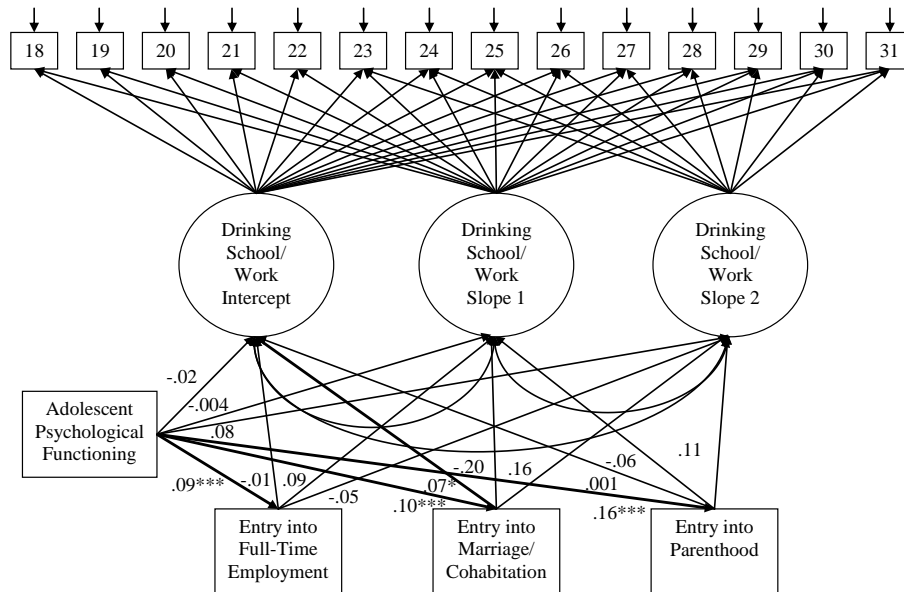 18 19 20 21 22 23 24 25 26 27 28 29 30 31
Drinking
School/
Work
Intercept
Drinking
School/
Work
Slope 1
Drinking
School/
Work
Slope 2
Adolescent
Psychological
Functioning
-.02
-.004
.08
.09***
-.01
.09
-.05
.07*
.10***
-.20
.16
.001
-.06
.16***
.11
Entry into
Full-Time
Employment
Entry into
Marriage/
Cohabitation
Entry into
Parenthood